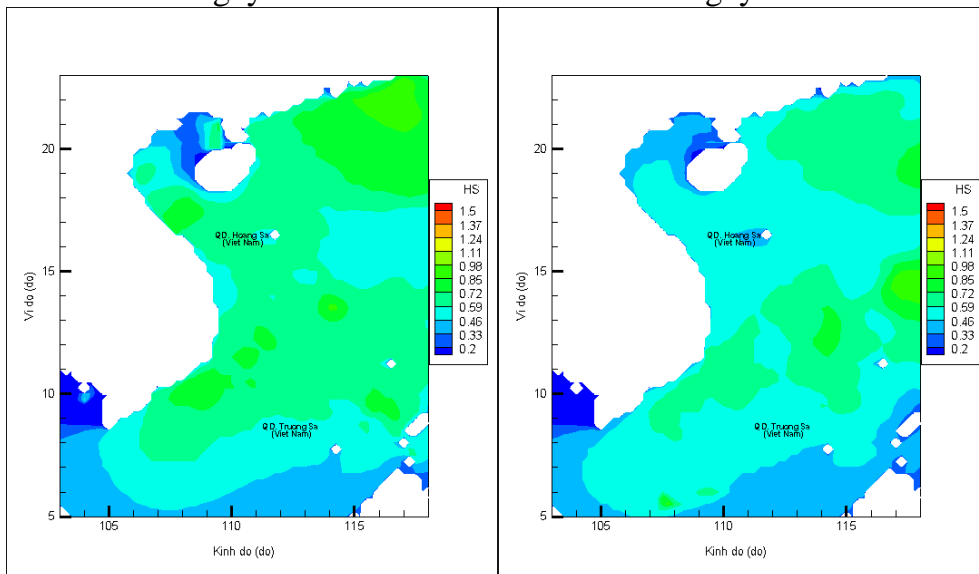 20
15
10
5
105
110
115
Vi do (do)
Kinh do (do)
QD. Hoang Sa
(Viet Nam)
QD. Truong Sa
(Viet Nam)
HS
1.5
1.37
1.24
1.11
0.98
0.85
0.72
0.59
0.46
0.33
0.2
20
15
10
5
105
110
115
Vi do (do)
Kinh do (do)
QD. Hoang Sa
(Viet Nam)
QD. Truong Sa
(Viet Nam)
HS
1.5
1.37
1.24
1.11
0.98
0.85
0.72
0.59
0.46
0.33
0.2